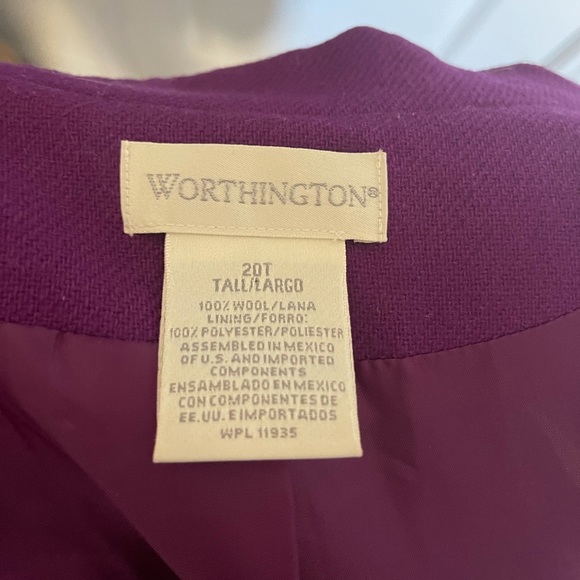 WORTHINGTON®
20T
TALL/LARGO
100% WOOL/LANA
LINING/FORRO:
100% POLYESTER/POLIESTER
ASSEMBLED IN MEXICO
OF U.S. AND IMPORTED
COMPONENTS
ENSAMBLADO EN MEXICO
CON COMPONENTES DE
EE.UU. E IMPORTADOS
WPL 11935